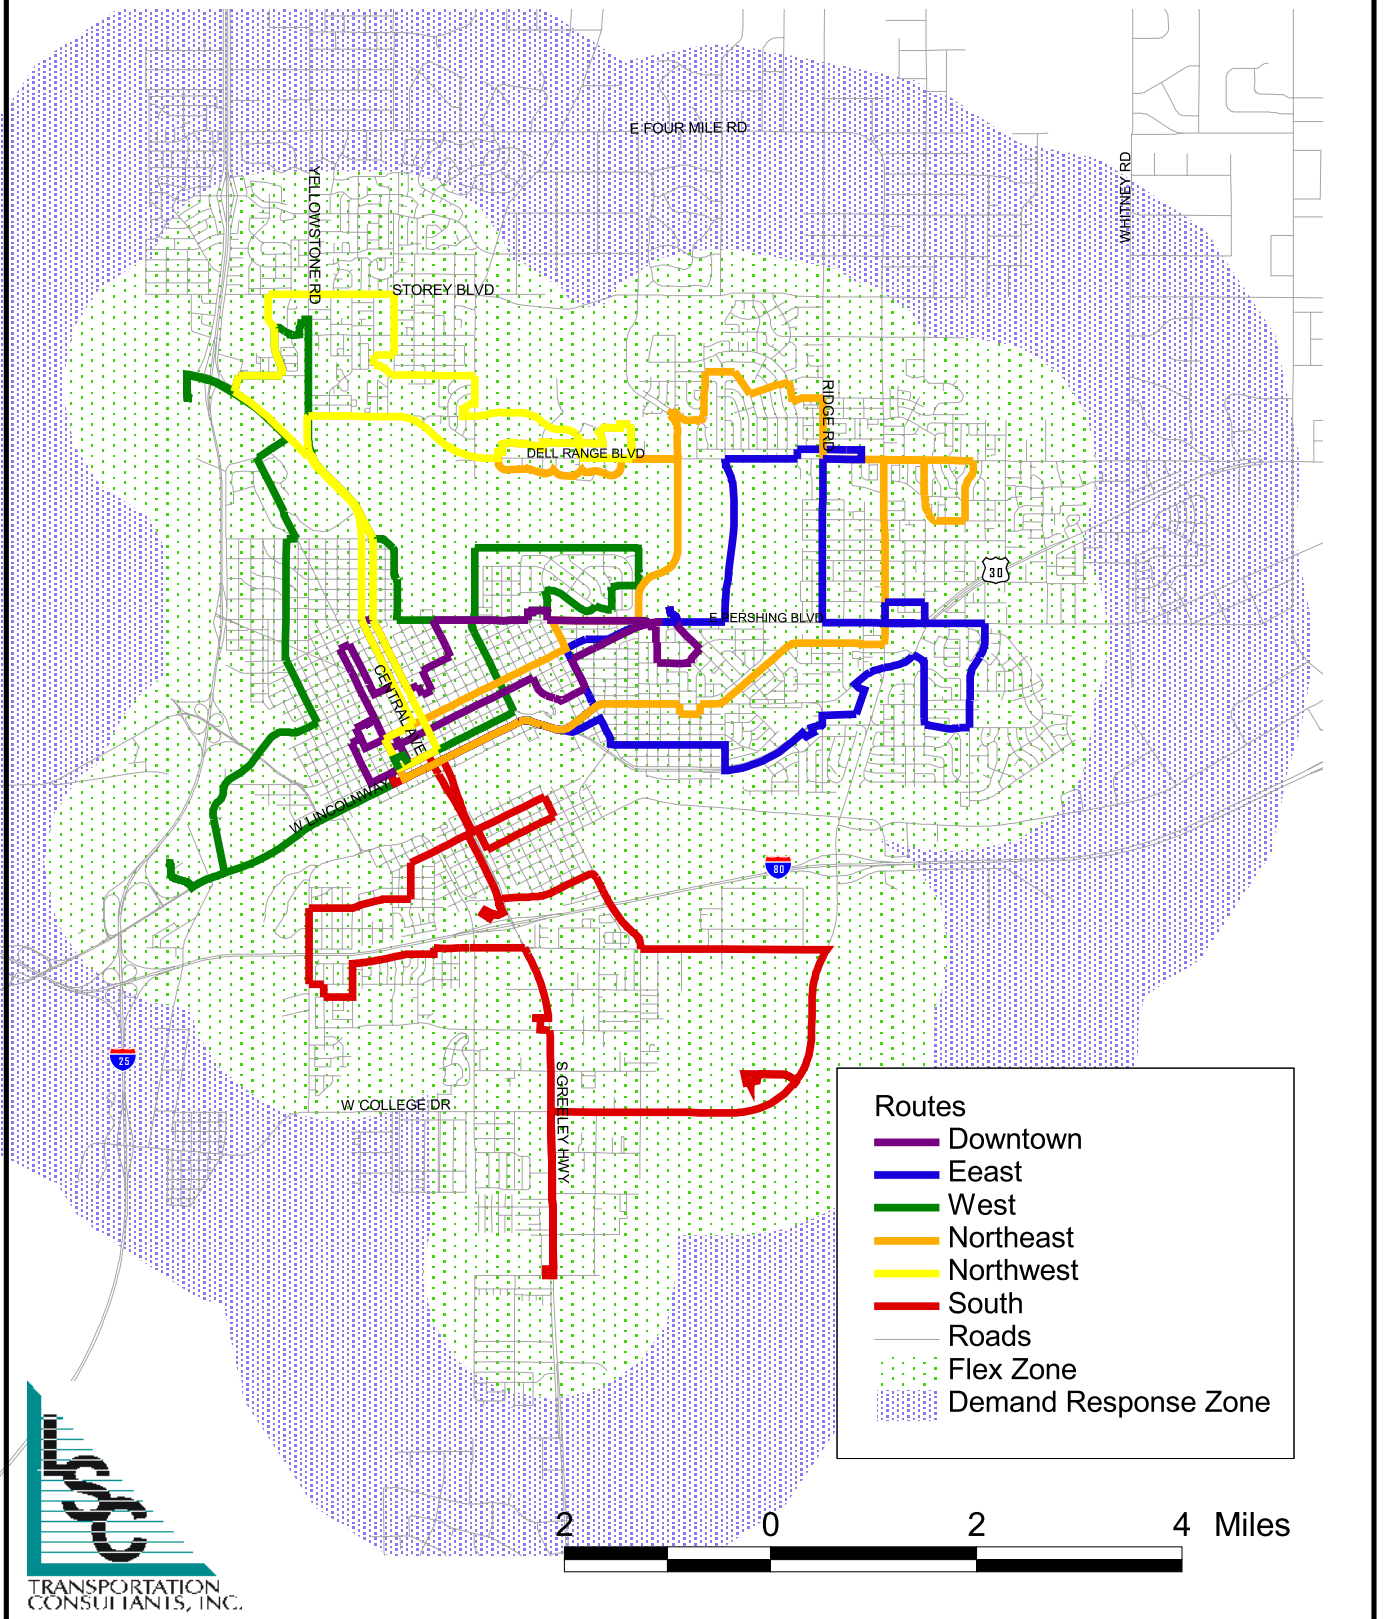 E FOUR MILE RD
WHITNEY RD
YELLOWSTONE RD
STOREY BLVD
RIDGE RD
DELL RANGE BLVD
30
E PERSHING BLVD
CENTRAL AVE
W LINCOLNWAY
80
25
S GREELEY HWY
W COLLEGE DR
Routes
Downtown
Eeast
West
Northeast
Northwest
South
Roads
Flex Zone
Demand Response Zone
2 0 2 4 Miles
LSC
TRANSPORTATION
CONSULTANTS, INC.